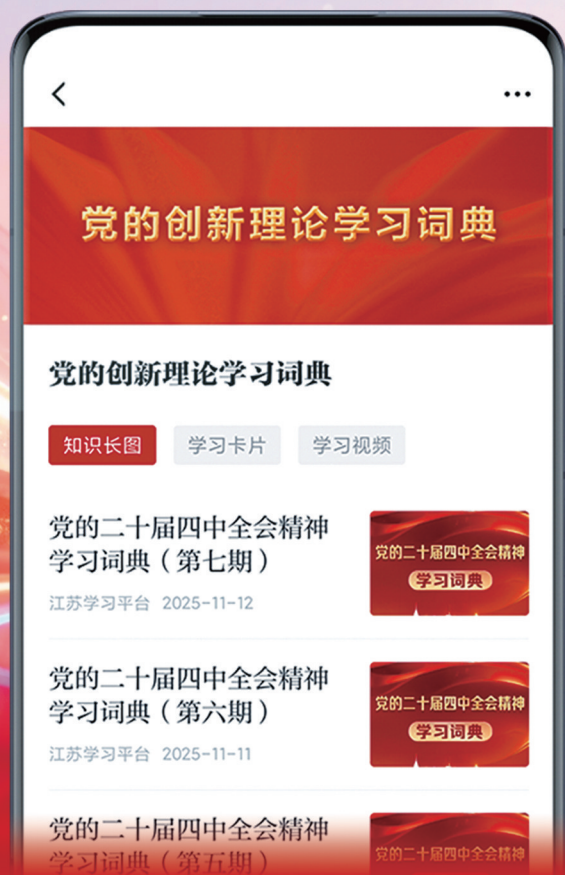 党的创新理论学习词典
党的创新理论学习词典
知识长图 学习卡片 学习视频
党的二十届四中全会精神
学习词典（第七期）
江苏学习平台 2025-11-12
党的二十届四中全会精神
学习词典
党的二十届四中全会精神
学习词典（第六期）
江苏学习平台 2025-11-11
党的二十届四中全会精神
学习词典
党的二十届四中全会精神
学习词典（第五期）
党的二十届四中全会精神